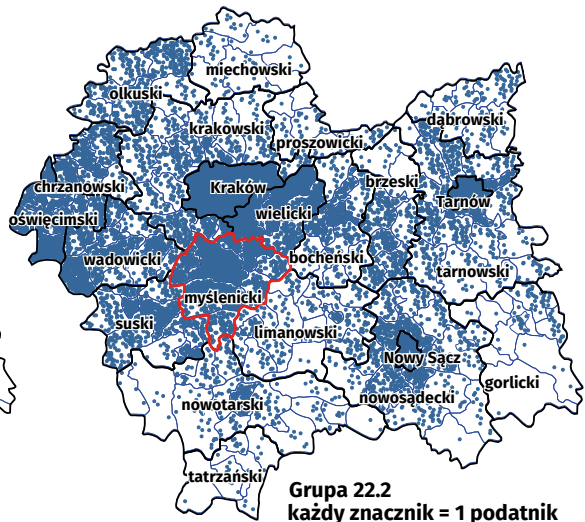 miechowski
olkuski
dąbrowski
krakowski
proszowicki
chrzanowski
Kraków
brzeski
Tarnów
oświęcimski
wielicki
wadowicki
bocheński
tarnowski
myślenicki
suski
limanowski
Nowy Sącz
gorlicki
nowotarski
nowosądecki
tatrzański
Grupa 22.2
każdy znacznik = 1 podatnik